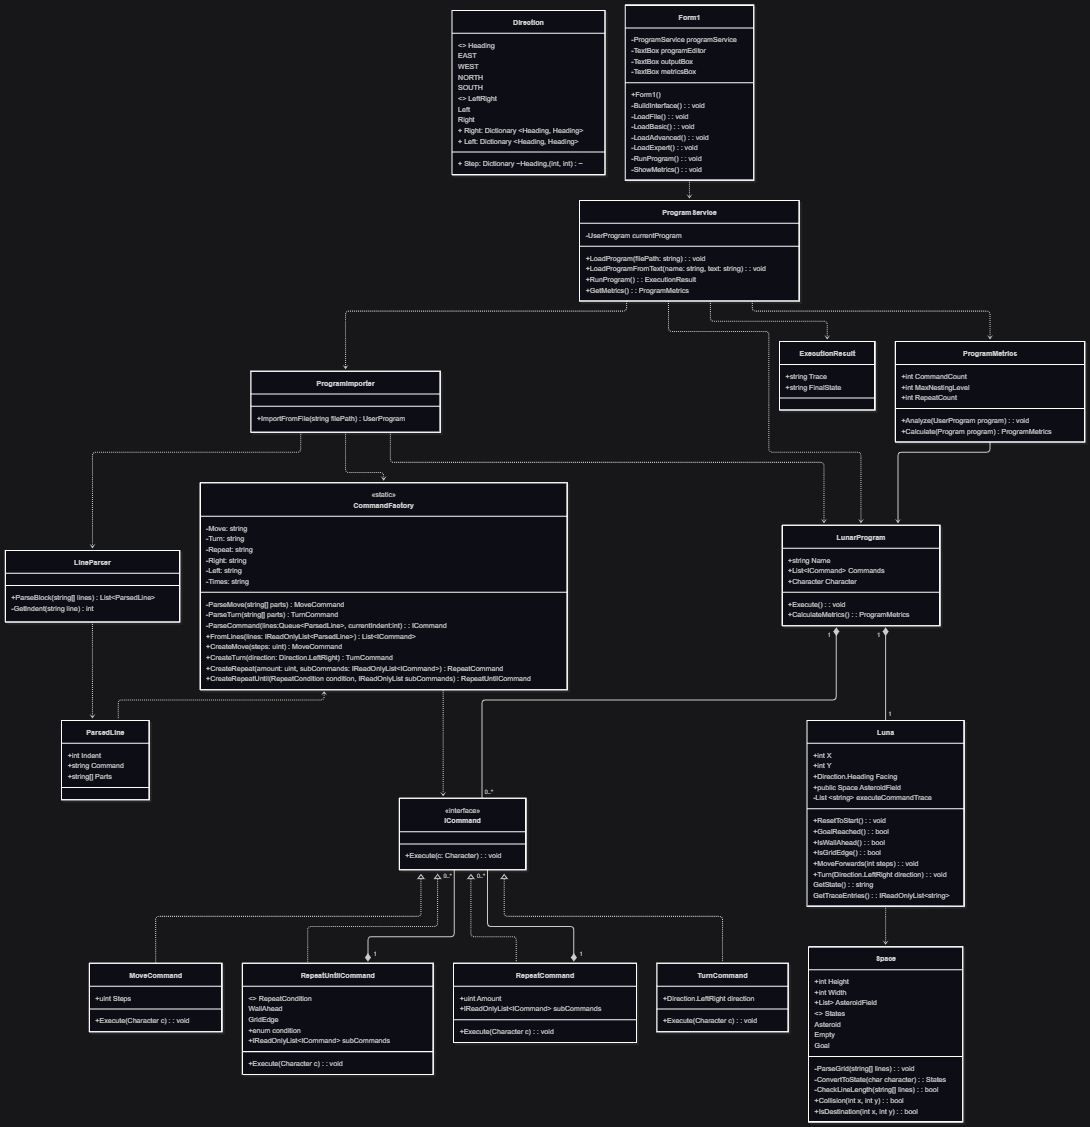 Direction
<> Heading
EAST
WEST
NORTH
SOUTH
<> LeftRight
Left
Right
+ Right: Dictionary <Heading, Heading>
+ Left: Dictionary <Heading, Heading>
+ Step: Dictionary ~Heading,(int, int) : ~
Form1
-ProgramService programService
-TextBox programEditor
-TextBox outputBox
-TextBox metricsBox
+Form1()
-BuildInterface() : : void
-LoadFile() : : void
-LoadBasic() : : void
-LoadAdvanced() : : void
-LoadExpert() : : void
-RunProgram() : : void
-ShowMetrics() : : void
ProgramService
-UserProgram currentProgram
+LoadProgram(filePath: string) : : void
+LoadProgramFromText(name: string, text: string) : : void
+RunProgram() : : ExecutionResult
+GetMetrics() : : ProgramMetrics
ProgramImporter
+ImportFromFile(string filePath) : UserProgram
ExecutionResult
+string Trace
+string FinalState
ProgramMetrics
+int CommandCount
+int MaxNestingLevel
+int RepeatCount
+Analyze(UserProgram program) : : void
+Calculate(Program program) : ProgramMetrics
«static»
CommandFactory
-Move: string
-Turn: string
-Repeat: string
-Right: string
-Left: string
-Times: string
-ParseMove(string[] parts) : MoveCommand
-ParseTurn(string[] parts) : TurnCommand
-ParseCommand(lines:Queue<ParsedLine>, currentIndent:int) : : ICommand
+FromLines(lines: IReadOnlyList<ParsedLine>) : List<ICommand>
+CreateMove(steps: uint) : MoveCommand
+CreateTurn(direction: Direction.LeftRight) : TurnCommand
+CreateRepeat(amount: uint, subCommands: IReadOnlyList<ICommand>) : RepeatCommand
+CreateRepeatUntil(RepeatCondition condition, IReadOnlyList subCommands) : RepeatUntilCommand
LineParser
+ParseBlock(string[] lines) : List<ParsedLine>
-GetIndent(string line) : int
LunarProgram
+string Name
+List<ICommand> Commands
+Character Character
+Execute() : : void
+CalculateMetrics() : : ProgramMetrics
1
1
ParsedLine
+int Indent
+string Command
+string[] Parts
1
Luna
+int X
+int Y
+Direction.Heading Facing
+public Space AsteroidField
-List <string> executeCommandTrace
+ResetToStart() : : void
+GoalReached() : : bool
+IsWallAhead() : : bool
+IsGridEdge() : : bool
+MoveForwards(int steps) : : void
+Turn(Direction.LeftRight direction) : : void
GetState() : : string
GetTraceEntries() : : IReadOnlyList<string>
0..*
«interface»
ICommand
+Execute(c: Character) : : void
0..*
0..*
1
1
MoveCommand
+uint Steps
+Execute(Character c) : : void
RepeatUntilCommand
<> RepeatCondition
WallAhead
GridEdge
+enum condition
+IReadOnlyList<ICommand> subCommands
+Execute(Character c) : : void
RepeatCommand
+uint Amount
+IReadOnlyList<ICommand> subCommands
+Execute(Character c) : : void
TurnCommand
+Direction.LeftRight direction
+Execute(Character c) : : void
Space
+int Height
+int Width
+List> AsteroidField
<> States
Asteroid
Empty
Goal
-ParseGrid(string[] lines) : : void
-ConvertToState(char character) : : States
-CheckLineLength(string[] lines) : : bool
+Collision(int x, int y) : : bool
+IsDestination(int x, int y) : : bool